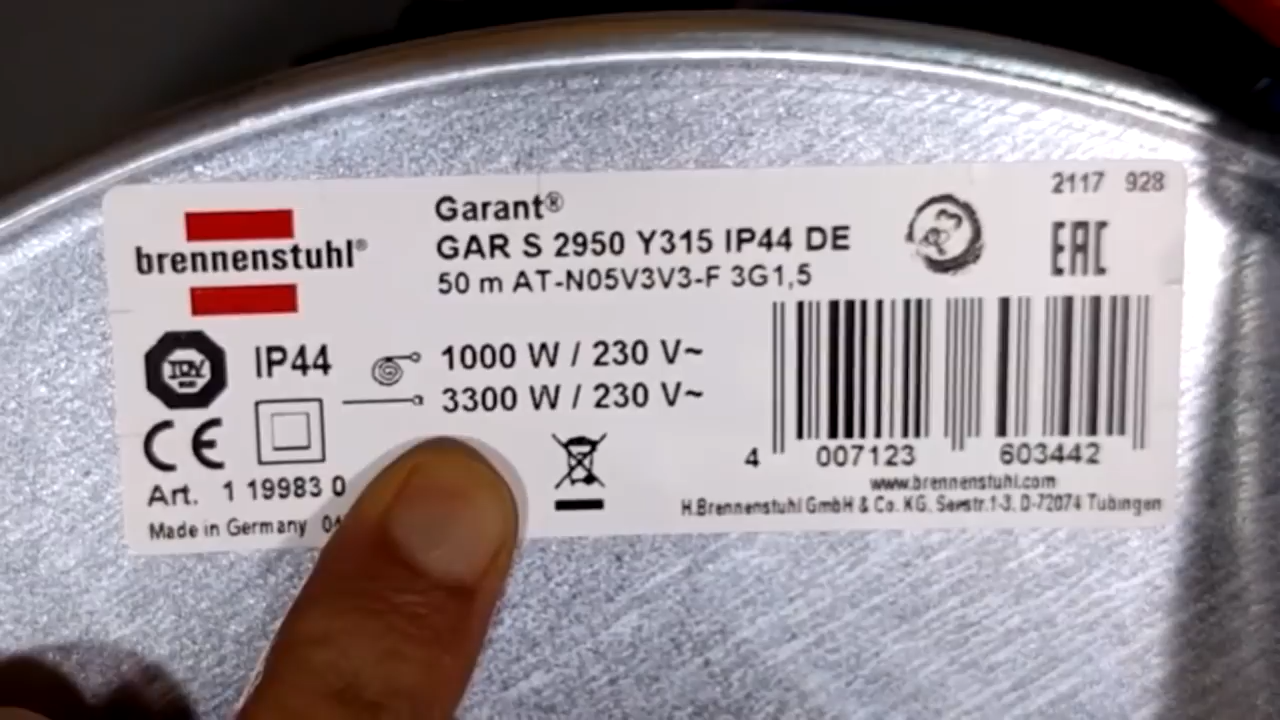 brennenstuhl®
Garant®
GAR S 2950 Y315 IP44 DE
50 m AT-N05V3V3-F 3G1,5
2117 928
EAC
TÜV
IP44
1000 W / 230 V~
3300 W / 230 V~
CE
Art. 1 19983 0
Made in Germany
4 007123 603442
www.brennenstuhl.com
H.Brennenstuhl GmbH & Co. KG. Seestr.1-3. D-72074 Tübingen